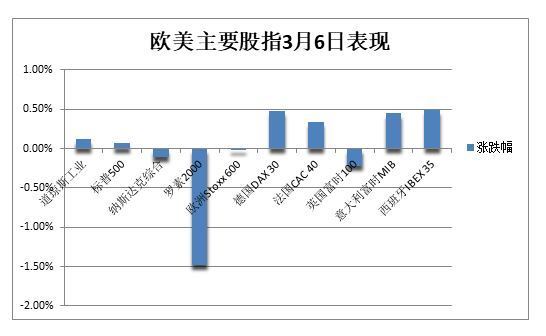 欧美主要股指3月6日表现
1.00%
0.50%
0.00%
-0.50%
-1.00%
-1.50%
-2.00%
道琼斯工业
标普500
纳斯达克综合
罗素2000
欧洲Stoxx 600
德国DAX 30
法国CAC 40
英国富时100
意大利富时MIB
西班牙IBEX 35
涨跌幅